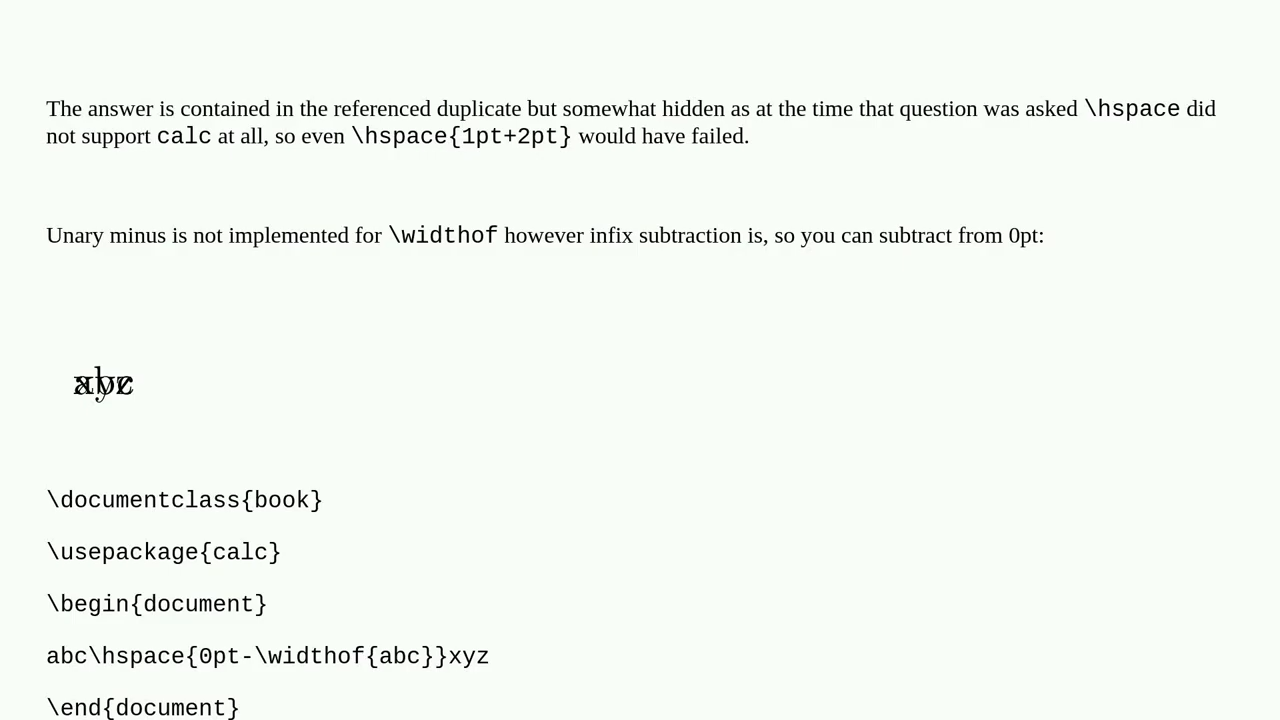 The answer is contained in the referenced duplicate but somewhat hidden as at the time that question was asked \hspace did
not support calc at all, so even \hspace{1pt+2pt} would have failed.
Unary minus is not implemented for \widthof however infix subtraction is, so you can subtract from 0pt:
\documentclass{book}
\usepackage{calc}
\begin{document}
abc\hspace{0pt-\widthof{abc}}xyz
\end{document}